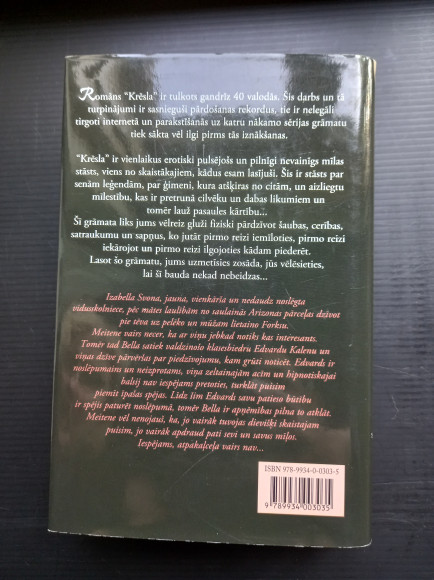 Romāns "Krēsla" ir tulkots gandrīz 40 valodās. Šis darbs un tā
turpinājumi ir sasnieguši pārdošanas rekordus, tie ir nelegāli
tirgoti internetā un parakstīšanās uz katru nākamo sērijas grāmatu
tiek sākta vēl ilgi pirms tās iznākšanas.
"Krēsla" ir vienlaikus erotiski pulsējošs un pilnīgi nevainīgs mīlas
stāsts, viens no skaistākajiem, kādus esam lasījuši. Šis ir stāsts par
senām leģendām, par ģimeni, kura atšķiras no citām, un aizliegtu
mīlestību, kas ir pretrunā cilvēku un dabas likumiem un
tomēr lauž pasaules kārtību...
Šī grāmata liks jums vēlreiz gluži fiziski pārdzīvot šaubas, cerības,
satraukumu un sapņus, ko jutāt pirmo reizi iemīloties, pirmo reizi
iekārojot un pirmo reizi ilgojoties kādam piederēt.
Lasot šo grāmatu, jums uzmetīsies zosāda, jūs vēlēsieties,
lai šī bauda nekad nebeidzas...
Izabella Svona, jauna, vienkārša un nedaudz noslēgta
vidusskolniece, pēc mātes laulībām no saulainās Arizonas pārceļas dzīvot
pie tēva uz pelēko un mūžam lietaino Forksu.
Meitene vairs necer, ka ar viņu jebkad notiks kas interesants.
Tomēr tad Bella satiek valdzinošo klasesbiedru Edvardu Kalenu un
viņas dzīve pārvēršas par piedzīvojumu, kam grūti noticēt. Edvards ir
noslēpumains un neizprotams, viņa zeltainajām acīm un hipnotiskajai
balsij nav iespējams pretoties, turklāt puisim
piemīt īpašas spējas. Līdz šim Edvards savu patieso būtību
ir spējis paturēt noslēpumā, tomēr Bella ir apņēmības pilna to atklāt.
Meitene vēl nenojauš, ka, jo vairāk tuvojas dievišķi skaistajam
puisim, jo vairāk apdraud pati sevi un savus mīļos.
Iespējams, atpakaļceļa vairs nav...
ISBN 978-9934-0-0303-5
9 789934 003035